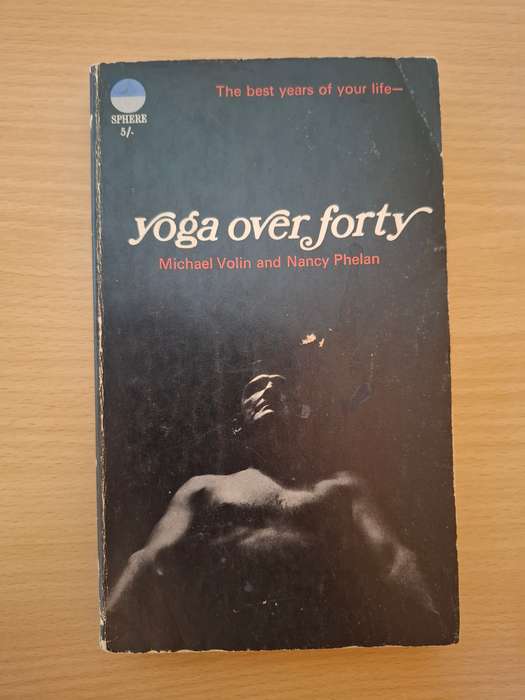 The best years of your life—
SPHERE
5/-
yoga over forty
Michael Volin and Nancy Phelan